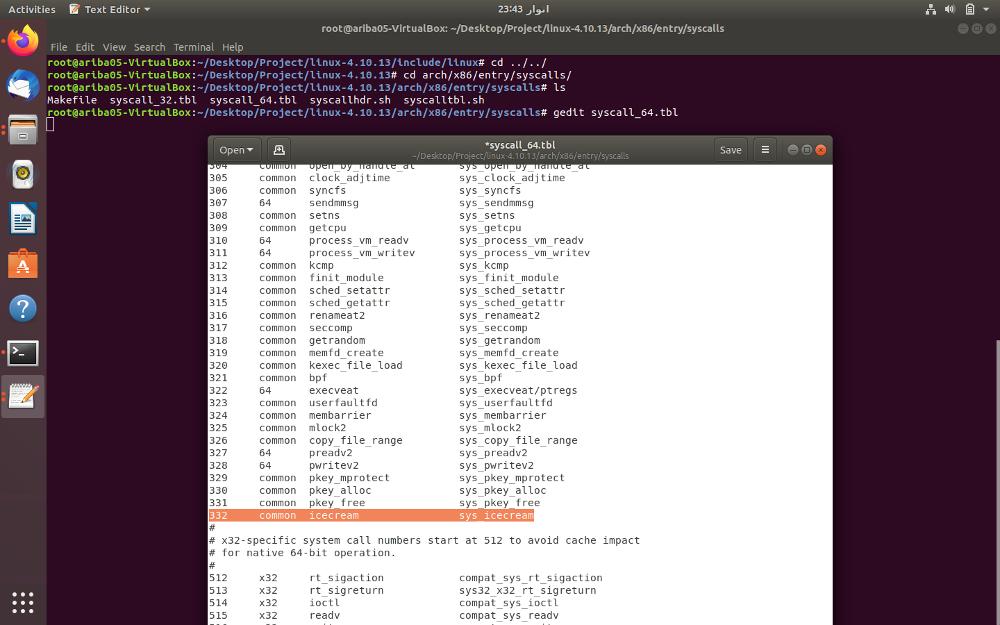 Activities Text Editor 23:43 اتوار
root@ariba05-VirtualBox: ~/Desktop/Project/linux-4.10.13/arch/x86/entry/syscalls
File Edit View Search Terminal Help
root@ariba05-VirtualBox:~/Desktop/Project/linux-4.10.13/include/linux# cd ../../
root@ariba05-VirtualBox:~/Desktop/Project/linux-4.10.13# cd arch/x86/entry/syscalls/
root@ariba05-VirtualBox:~/Desktop/Project/linux-4.10.13/arch/x86/entry/syscalls# ls
Makefile syscall_32.tbl syscall_64.tbl syscallhdr.sh syscalltbl.sh
root@ariba05-VirtualBox:~/Desktop/Project/linux-4.10.13/arch/x86/entry/syscalls# gedit syscall_64.tbl
Open *syscall_64.tbl Save
~/Desktop/Project/linux-4.10.13/arch/x86/entry/syscalls
304 common open_by_handle_at sys_open_by_handle_at
305 common clock_adjtime sys_clock_adjtime
306 common syncfs sys_syncfs
307 64 sendmmsg sys_sendmmsg
308 common setns sys_setns
309 common getcpu sys_getcpu
310 64 process_vm_readv sys_process_vm_readv
311 64 process_vm_writev sys_process_vm_writev
312 common kcmp sys_kcmp
313 common finit_module sys_finit_module
314 common sched_setattr sys_sched_setattr
315 common sched_getattr sys_sched_getattr
316 common renameat2 sys_renameat2
317 common seccomp sys_seccomp
318 common getrandom sys_getrandom
319 common memfd_create sys_memfd_create
320 common kexec_file_load sys_kexec_file_load
321 common bpf sys_bpf
322 64 execveat sys_execveat/ptregs
323 common userfaultfd sys_userfaultfd
324 common membarrier sys_membarrier
325 common mlock2 sys_mlock2
326 common copy_file_range sys_copy_file_range
327 64 preadv2 sys_preadv2
328 64 pwritev2 sys_pwritev2
329 common pkey_mprotect sys_pkey_mprotect
330 common pkey_alloc sys_pkey_alloc
331 common pkey_free sys_pkey_free
332 common icecream sys_icecream
#
# x32-specific system call numbers start at 512 to avoid cache impact
# for native 64-bit operation.
#
512 x32 rt_sigaction compat_sys_rt_sigaction
513 x32 rt_sigreturn sys32_x32_rt_sigreturn
514 x32 ioctl compat_sys_ioctl
515 x32 readv compat_sys_readv